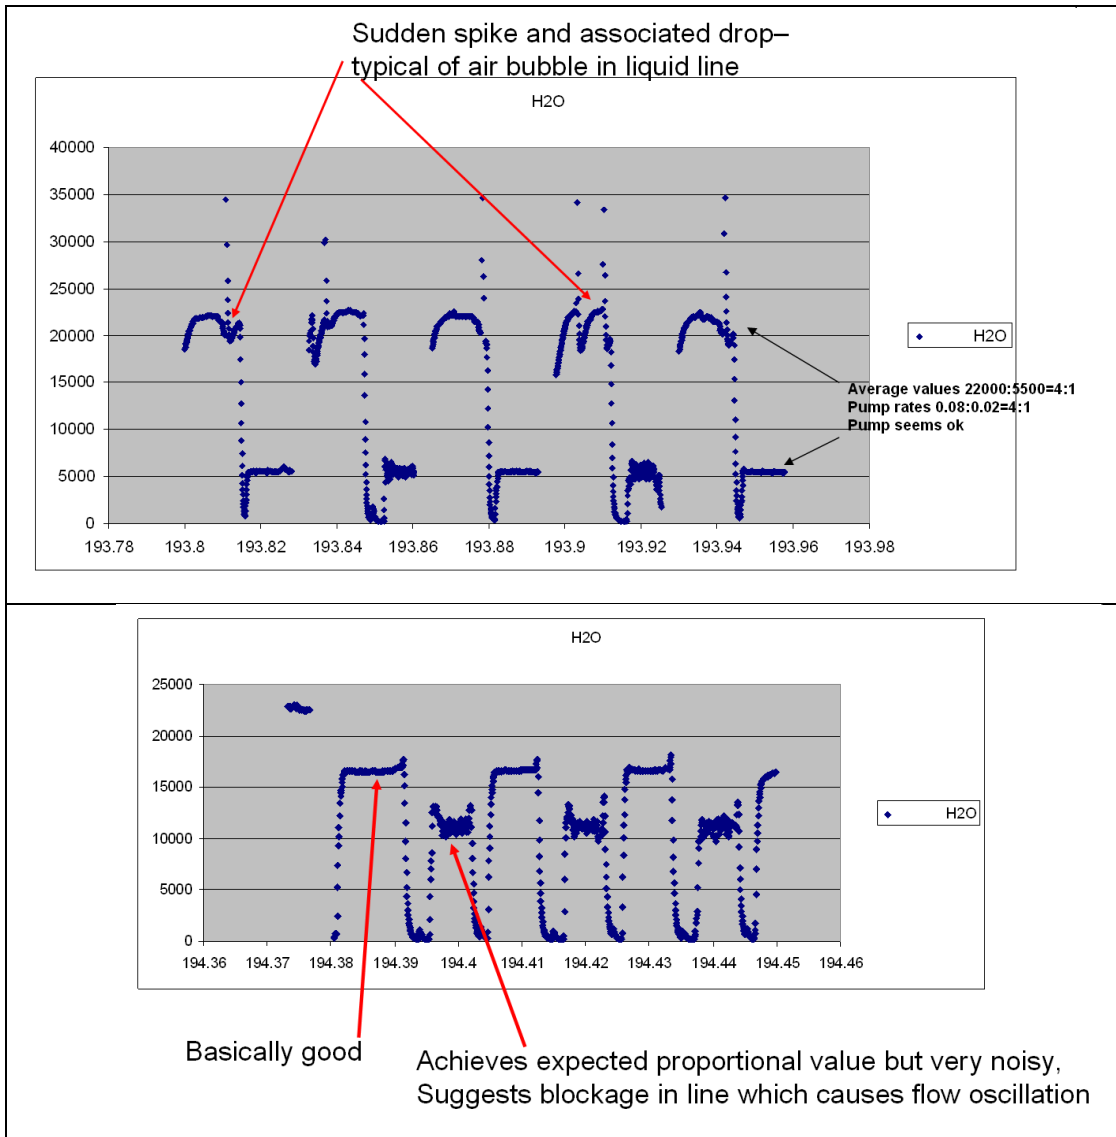 Sudden spike and associated drop–
typical of air bubble in liquid line
H2O
40000
35000
30000
25000
20000
15000
10000
5000
0
193.78 193.8 193.82 193.84 193.86 193.88 193.9 193.92 193.94 193.96 193.98
H2O
Average values 22000:5500=4:1
Pump rates 0.08:0.02=4:1
Pump seems ok
H2O
25000
20000
15000
10000
5000
0
194.36 194.37 194.38 194.39 194.4 194.41 194.42 194.43 194.44 194.45 194.46
H2O
Basically good
Achieves expected proportional value but very noisy,
Suggests blockage in line which causes flow oscillation